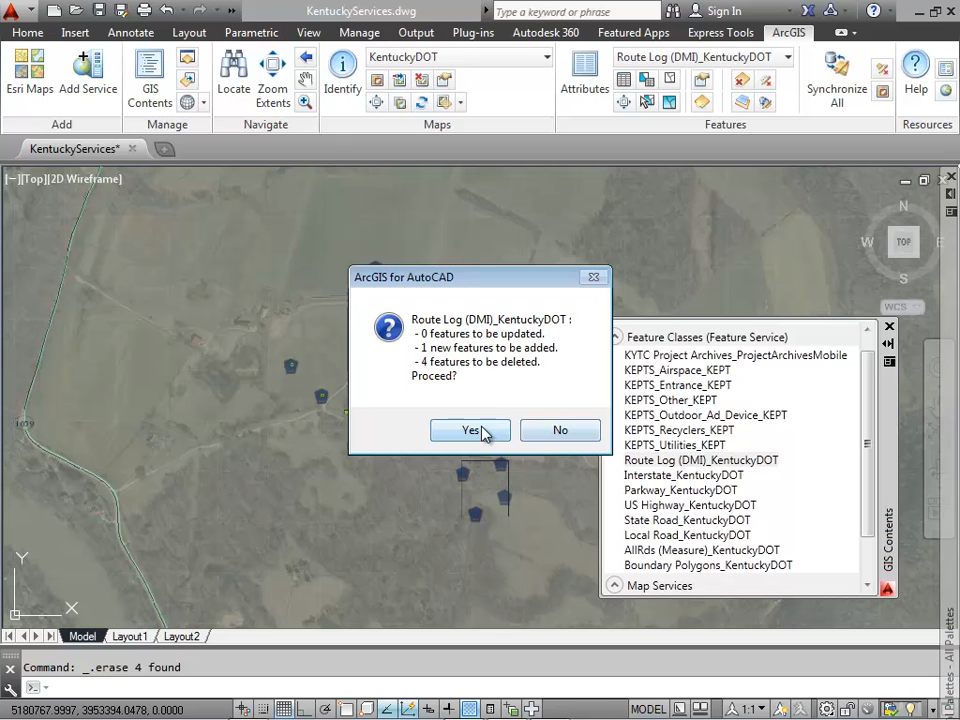 KentuckyServices.dwg
Type a keyword or phrase
Sign In
Home Insert Annotate Layout Parametric View Manage Output Plug-ins Autodesk 360 Featured Apps Express Tools ArcGIS
KentuckyDOT
Route Log (DMI)_KentuckyDOT
Esri Maps Add Service GIS Contents Locate Zoom Extents Identify Attributes Synchronize All Help
Add Manage Navigate Maps Features Resources
KentuckyServices*
[−][Top][2D Wireframe]
N
W TOP E
S
WCS
ArcGIS for AutoCAD
Route Log (DMI)_KentuckyDOT :
- 0 features to be updated.
- 1 new features to be added.
- 4 features to be deleted.
Proceed?
Yes No
Feature Classes (Feature Service)
KYTC Project Archives_ProjectArchivesMobile
KEPTS_Airspace_KEPT
KEPTS_Entrance_KEPT
KEPTS_Other_KEPT
KEPTS_Outdoor_Ad_Device_KEPT
KEPTS_Recyclers_KEPT
KEPTS_Utilities_KEPT
Route Log (DMI)_KentuckyDOT
Interstate_KentuckyDOT
Parkway_KentuckyDOT
US Highway_KentuckyDOT
State Road_KentuckyDOT
Local Road_KentuckyDOT
AllRds (Measure)_KentuckyDOT
Boundary Polygons_KentuckyDOT
Map Services
GIS Contents
Palettes - All Palettes
Y
X
Model Layout1 Layout2
Command: _.erase 4 found
5180767.9997, 3953394.0478, 0.0000
MODEL
1:1